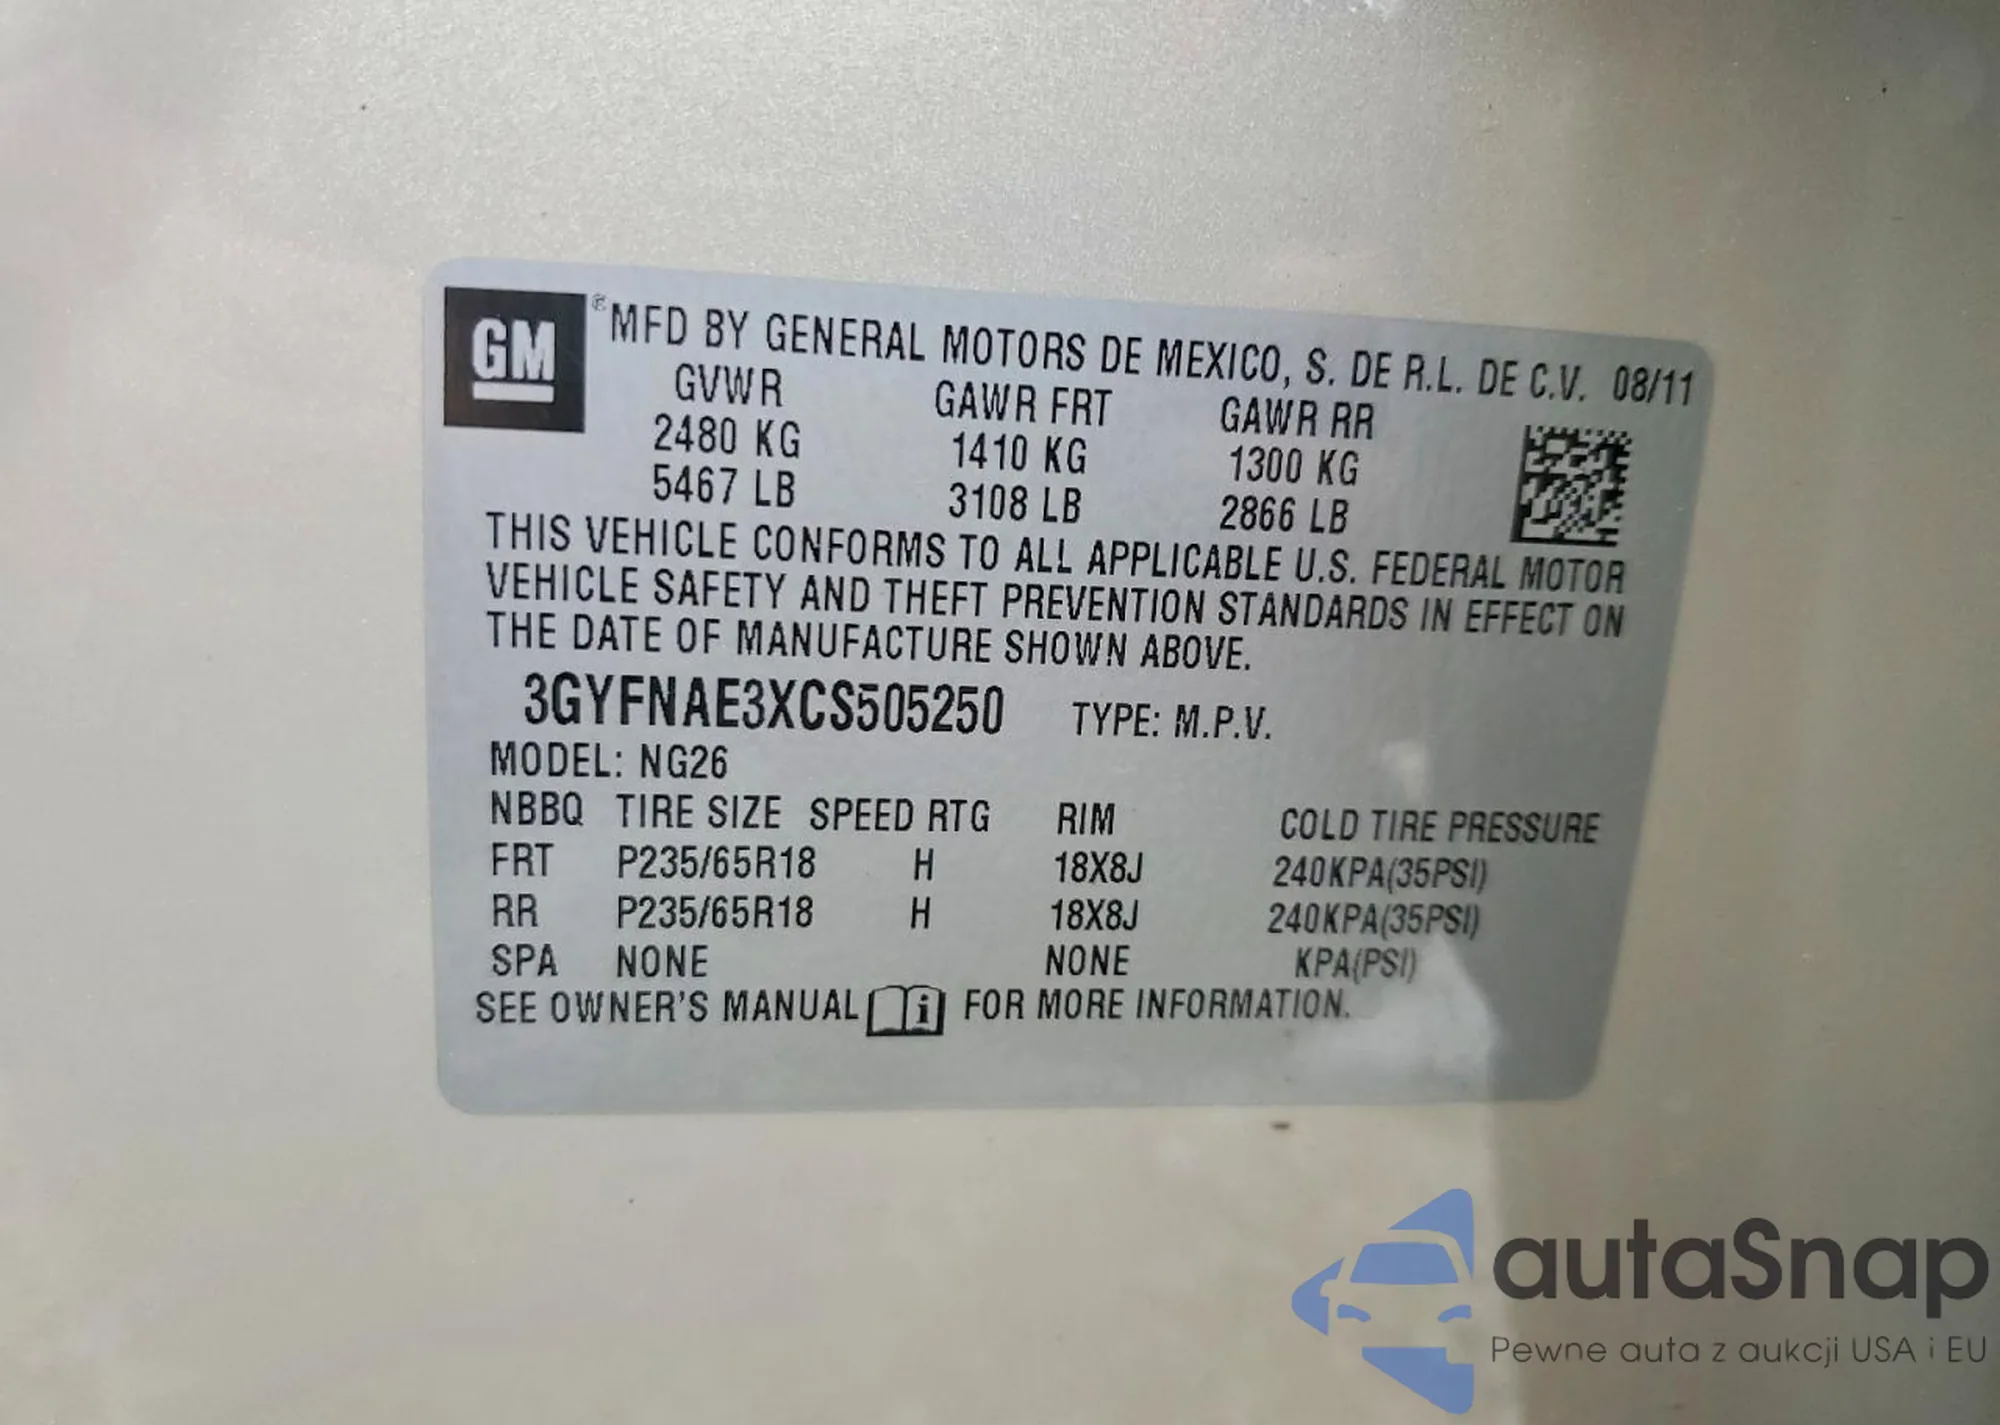 GM ® MFD BY GENERAL MOTORS DE MEXICO, S. DE R.L. DE C.V. 08/11
GVWR GAWR FRT GAWR RR
2480 KG 1410 KG 1300 KG
5467 LB 3108 LB 2866 LB
THIS VEHICLE CONFORMS TO ALL APPLICABLE U.S. FEDERAL MOTOR
VEHICLE SAFETY AND THEFT PREVENTION STANDARDS IN EFFECT ON
THE DATE OF MANUFACTURE SHOWN ABOVE.
3GYFNAE3XCS505250 TYPE: M.P.V.
MODEL: NG26
NBBQ TIRE SIZE SPEED RTG RIM COLD TIRE PRESSURE
FRT P235/65R18 H 18X8J 240KPA(35PSI)
RR P235/65R18 H 18X8J 240KPA(35PSI)
SPA NONE NONE KPA(PSI)
SEE OWNER'S MANUAL i FOR MORE INFORMATION.
autaSnap
Pewne auta z aukcji USA i EU